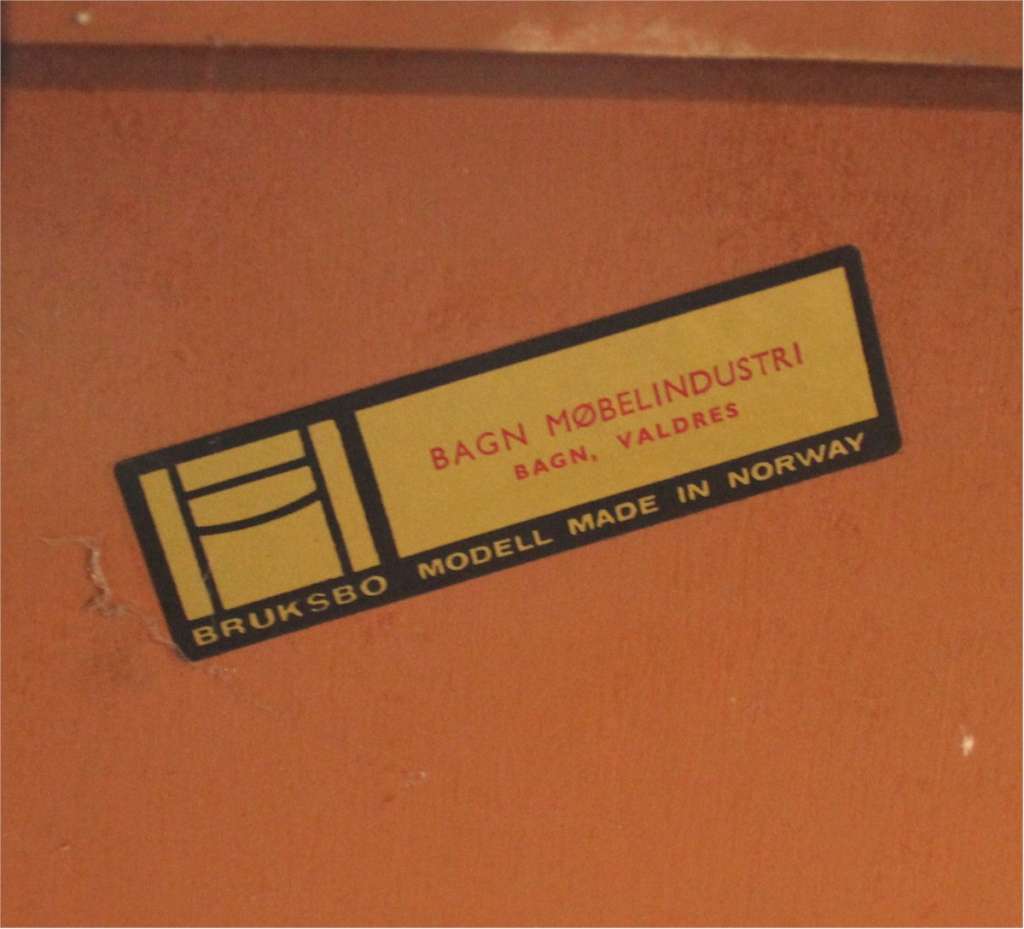 BAGN MØBELINDUSTRI
BAGN, VALDRES
BRUKSBO MODELL MADE IN NORWAY